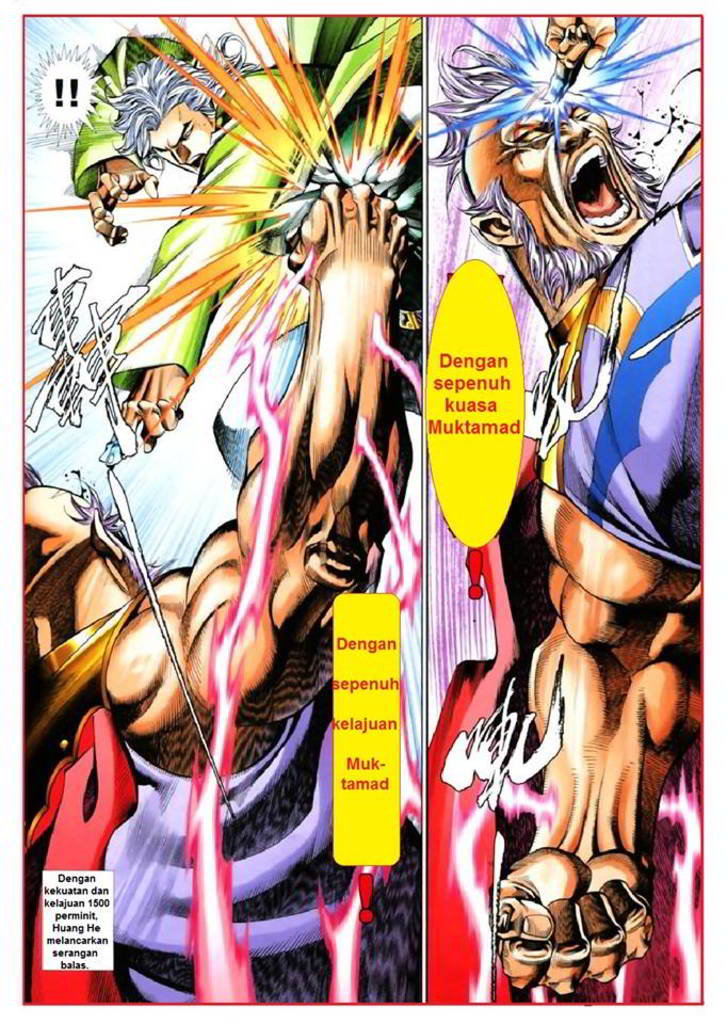 !!
Dengan
sepenuh
kelajuan
Muk-
tamad
!
Dengan
kekuatan dan
kelajuan 1500
perminit,
Huang He
melancarkan
serangan
balas.
Dengan
sepenuh
kuasa
Muktamad
!